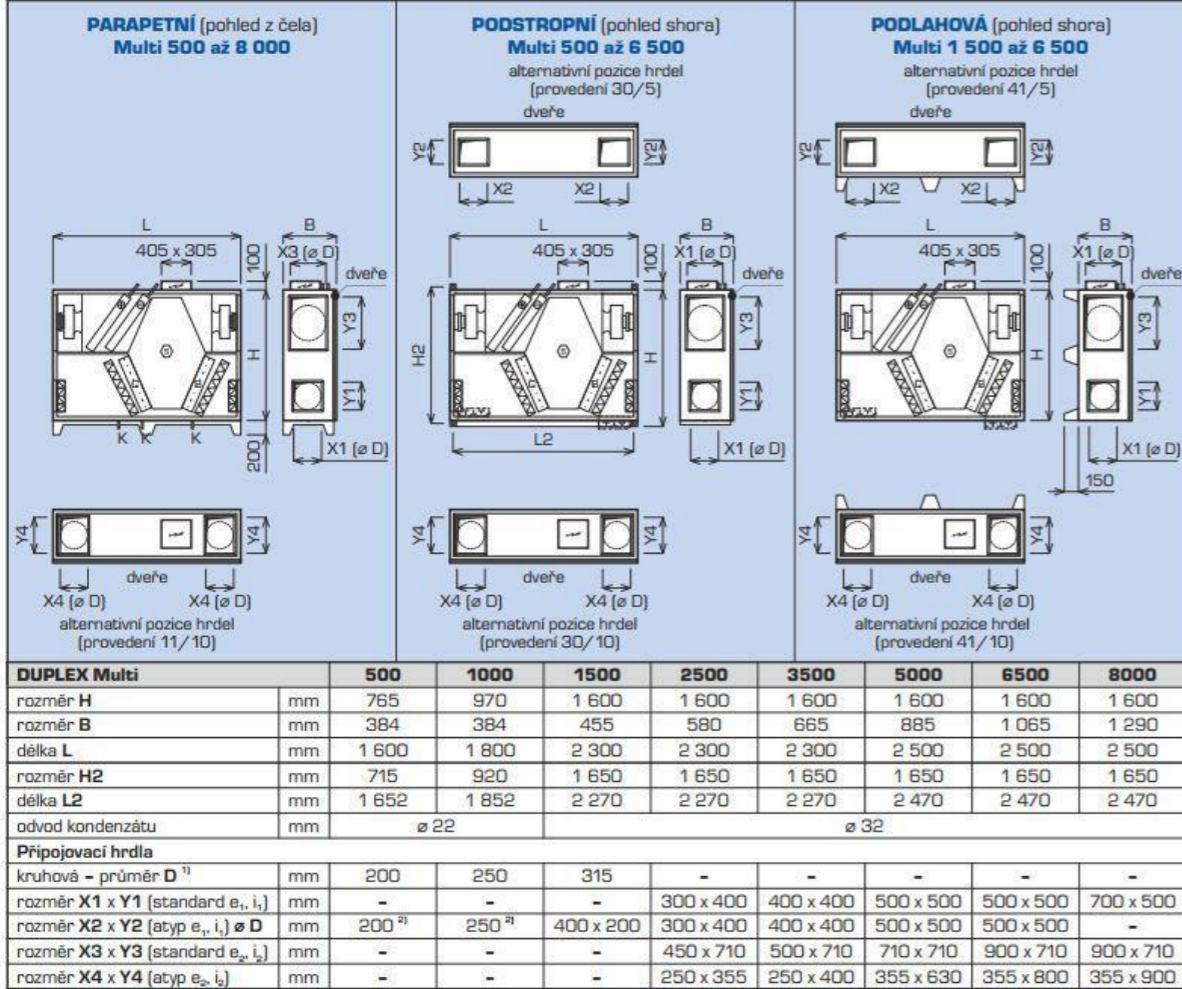 PARAPETNÍ (pohled z čela)
Multi 500 až 8 000
PODSTROPNÍ (pohled shora)
Multi 500 až 6 500
alternativní pozice hrdel
(provedení 30/5)
dveře
Y2
Y2
X2
X2
PODLAHOVÁ (pohled shora)
Multi 1 500 až 6 500
alternativní pozice hrdel
(provedení 41/5)
dveře
Y2
Y2
X2
X2
L
B
405 x 305
100
X3 (ø D)
dveře
Y3
H
Y1
K K K
200
X1 (ø D)
L
B
405 x 305
100
X1 (ø D)
dveře
H2
Y3
H
Y1
L2
X1 (ø D)
L
B
405 x 305
100
X1 (ø D)
dveře
Y3
H
Y1
X1 (ø D)
150
Y4
Y4
dveře
X4 (ø D) X4 (ø D)
alternativní pozice hrdel
(provedení 11/10)
Y4
Y4
dveře
X4 (ø D) X4 (ø D)
alternativní pozice hrdel
(provedení 30/10)
Y4
Y4
dveře
X4 (ø D) X4 (ø D)
alternativní pozice hrdel
(provedení 41/10)
DUPLEX Multi 500 1000 1500 2500 3500 5000 6500 8000
rozměr H mm 765 970 1 600 1 600 1 600 1 600 1 600 1 600
rozměr B mm 384 384 455 580 665 885 1 065 1 290
délka L mm 1 600 1 800 2 300 2 300 2 300 2 500 2 500 2 500
rozměr H2 mm 715 920 1 650 1 650 1 650 1 650 1 650 1 650
délka L2 mm 1 652 1 852 2 270 2 270 2 270 2 470 2 470 2 470
odvod kondenzátu mm ø 22 ø 32
Připojovací hrdla
kruhová – průměr D ¹⁾ mm 200 250 315 – – – – –
rozměr X1 x Y1 (standard e₁, i₁) mm – – – 300 x 400 400 x 400 500 x 500 500 x 500 700 x 500
rozměr X2 x Y2 (atyp e₁, i₁) ø D mm 200 ²⁾ 250 ²⁾ 400 x 200 300 x 400 400 x 400 500 x 500 500 x 500 –
rozměr X3 x Y3 (standard e₂, i₂) mm – – – 450 x 710 500 x 710 710 x 710 900 x 710 900 x 710
rozměr X4 x Y4 (atyp e₂, i₂) mm – – – 250 x 355 250 x 400 355 x 630 355 x 800 355 x 900